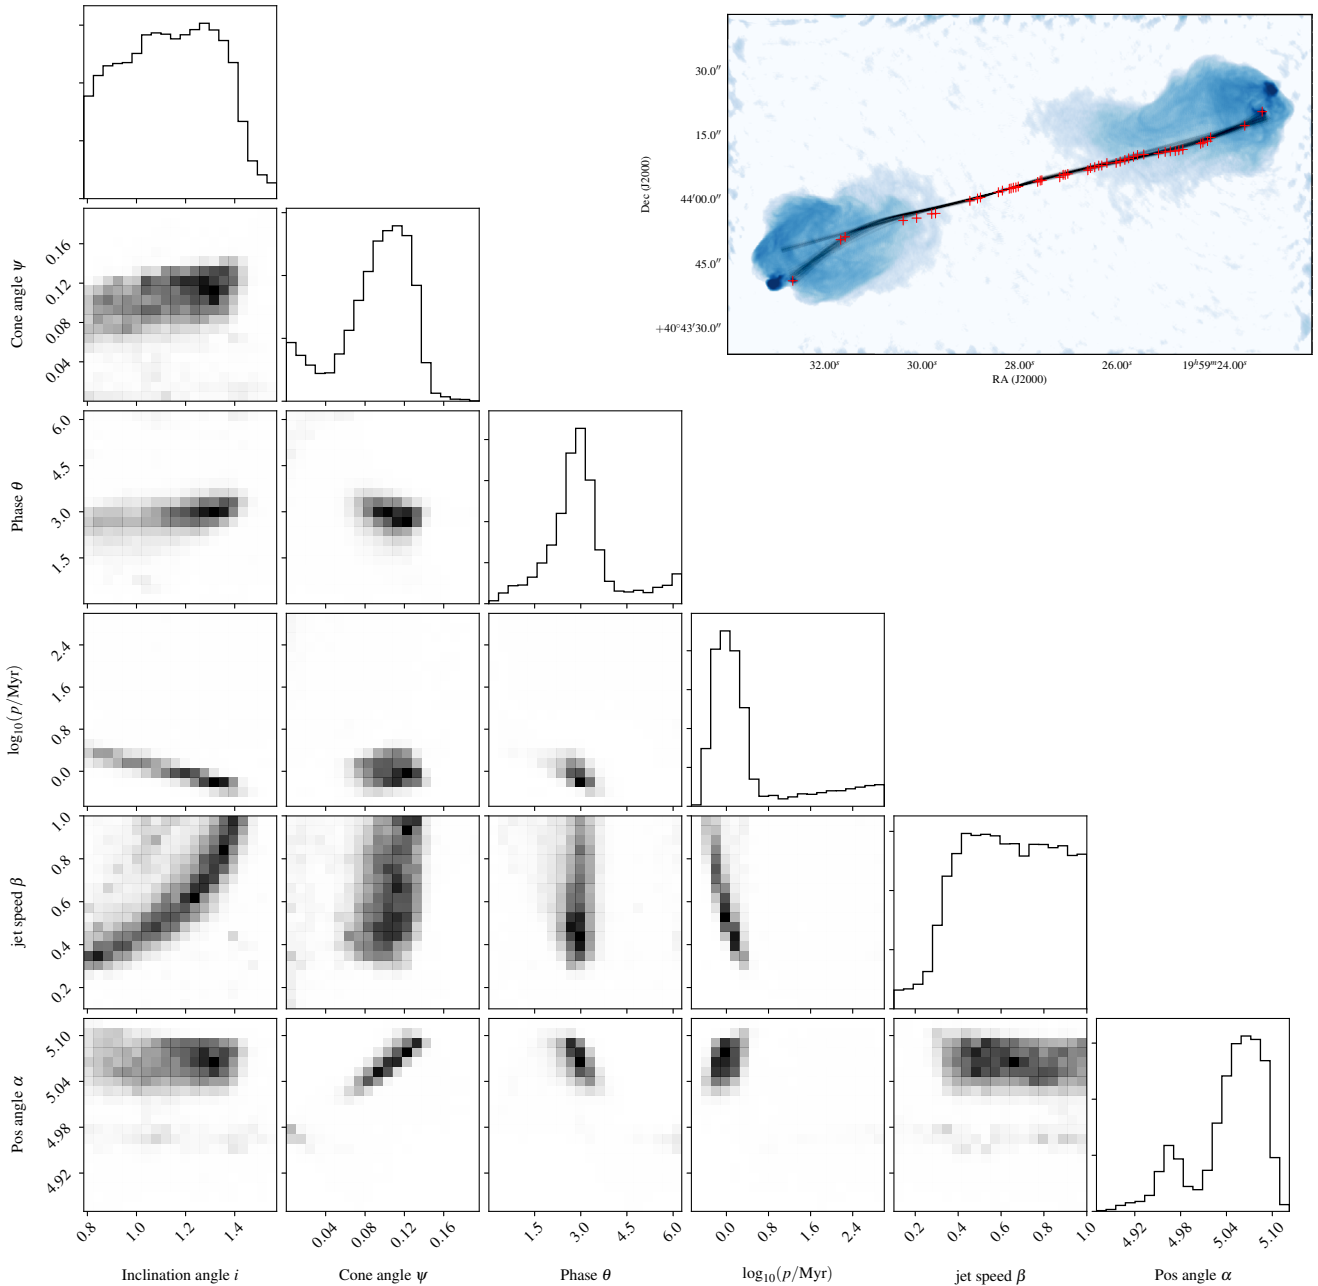 30.0″
15.0″
44′00.0″
45.0″
+40°43′30.0″
Dec (J2000)
32.00ˢ 30.00ˢ 28.00ˢ 26.00ˢ 19ʰ59ᵐ24.00ˢ
RA (J2000)
Cone angle ψ
0.16
0.12
0.08
0.04
Phase θ
6.0
4.5
3.0
1.5
log₁₀(p/Myr)
2.4
1.6
0.8
0.0
jet speed β
1.0
0.8
0.6
0.4
0.2
Pos angle α
5.10
5.04
4.98
4.92
0.8 1.0 1.2 1.4 0.04 0.08 0.12 0.16 1.5 3.0 4.5 6.0 0.0 0.8 1.6 2.4 0.2 0.4 0.6 0.8 1.0 4.92 4.98 5.04 5.10
Inclination angle i Cone angle ψ Phase θ log₁₀(p/Myr) jet speed β Pos angle α